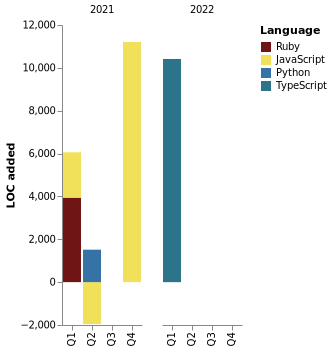 2021 2022
12,000
10,000
8,000
6,000
4,000
2,000
0
−2,000
LOC added
Q1 Q2 Q3 Q4 Q1 Q2 Q3 Q4
Language
Ruby
JavaScript
Python
TypeScript